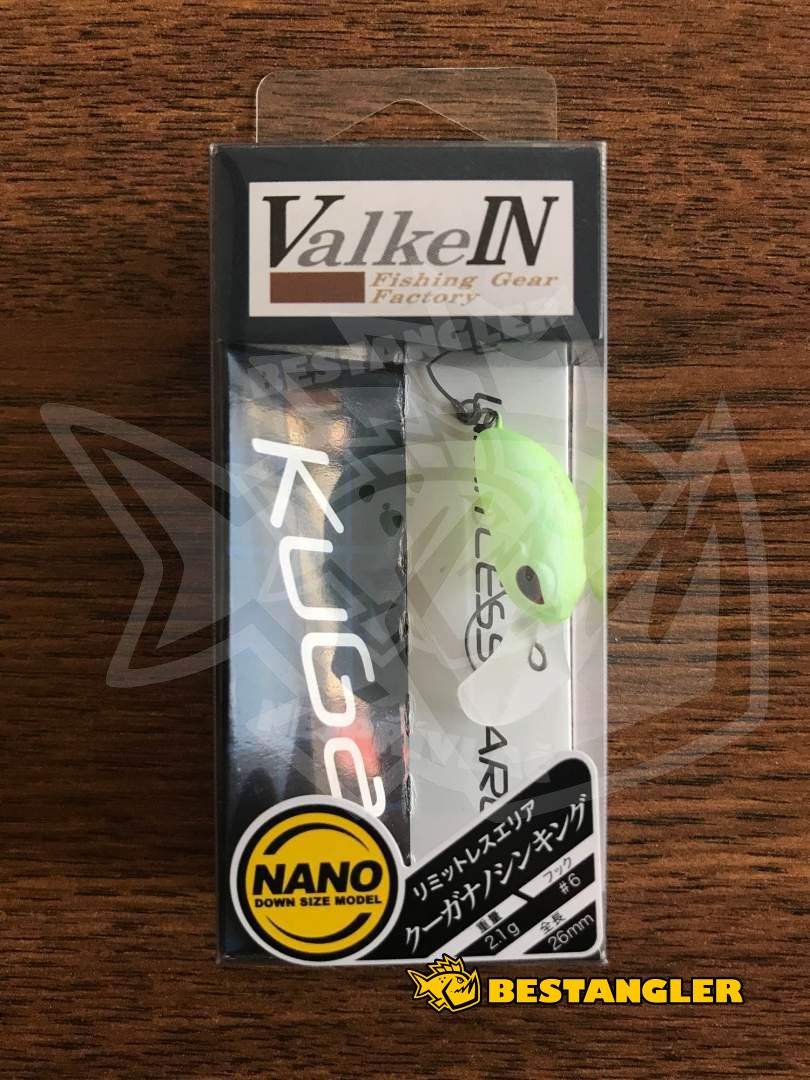 ValkeIN
Fishing Gear
Factory
BESTANGLER
KUGa
NANO
DOWN SIZE MODEL
リミットレスエリア
クーガナノシンキング
フック
#6
重量
2.1g
全長
26mm
BESTANGLER